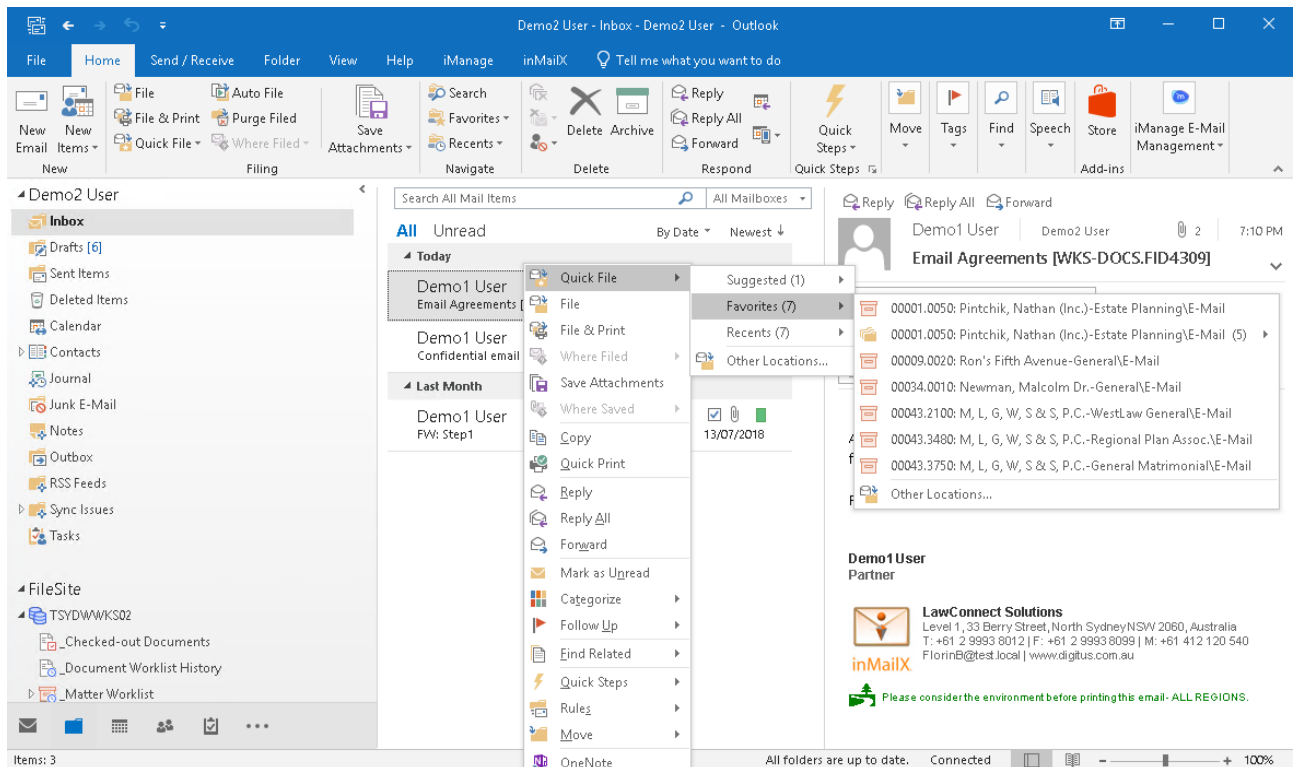 Demo2 User - Inbox - Demo2 User - Outlook
File Home Send / Receive Folder View Help iManage inMailX Tell me what you want to do
New Email
New Items
New
File
File & Print
Quick File
Auto File
Purge Filed
Where Filed
Filing
Save Attachments
Search
Favorites
Recents
Navigate
Delete Archive
Delete
Reply
Reply All
Forward
Respond
Quick Steps
Quick Steps
Move
Tags
Find
Speech
Store
Add-ins
iManage E-Mail Management
Demo2 User
Inbox
Drafts [6]
Sent Items
Deleted Items
Calendar
Contacts
Journal
Junk E-Mail
Notes
Outbox
RSS Feeds
Sync Issues
Tasks
FileSite
TSYDWWKS02
_Checked-out Documents
_Document Worklist History
_Matter Worklist
Search All Mail Items All Mailboxes
All Unread By Date Newest ↓
Today
Demo1 User
Email Agreements [
Demo1 User
Confidential email
Last Month
Demo1 User
FW: Step1 13/07/2018
Quick File
File
File & Print
Where Filed
Save Attachments
Where Saved
Copy
Quick Print
Reply
Reply All
Forward
Mark as Unread
Categorize
Follow Up
Find Related
Quick Steps
Rules
Move
OneNote
Suggested (1)
Favorites (7)
Recents (7)
Other Locations...
00001.0050: Pintchik, Nathan (Inc.)-Estate Planning\E-Mail
00001.0050: Pintchik, Nathan (Inc.)-Estate Planning\E-Mail (5)
00009.0020: Ron's Fifth Avenue-General\E-Mail
00034.0010: Newman, Malcolm Dr.-General\E-Mail
00043.2100: M, L, G, W, S & S, P.C.-WestLaw General\E-Mail
00043.3480: M, L, G, W, S & S, P.C.-Regional Plan Assoc.\E-Mail
00043.3750: M, L, G, W, S & S, P.C.-General Matrimonial\E-Mail
Other Locations...
Reply Reply All Forward
Demo1 User Demo2 User 2 7:10 PM
Email Agreements [WKS-DOCS.FID4309]
Demo1 User
Partner
inMailX
LawConnect Solutions
Level 1, 33 Berry Street, North Sydney NSW 2060, Australia
T: +61 2 9993 8012 | F: +61 2 9993 8099 | M: +61 412 120 540
FlorinB@test.local | www.digitus.com.au
Please consider the environment before printing this email- ALL REGIONS.
Items: 3 All folders are up to date. Connected 100%